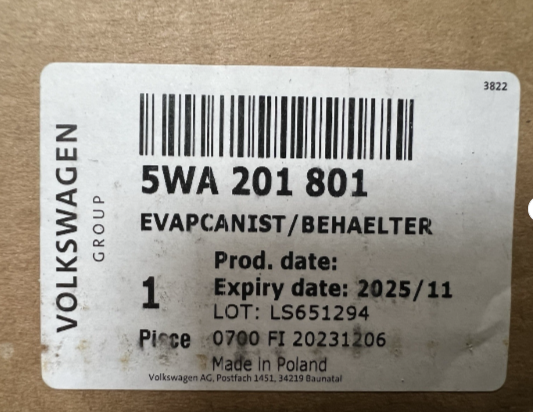 3822
VOLKSWAGEN
GROUP
5WA 201 801
EVAPCANIST/BEHAELTER
Prod. date:
1
Expiry date: 2025/11
LOT: LS651294
Piece 0700 FI 20231206
Made in Poland
Volkswagen AG, Postfach 1451, 34219 Baunatal